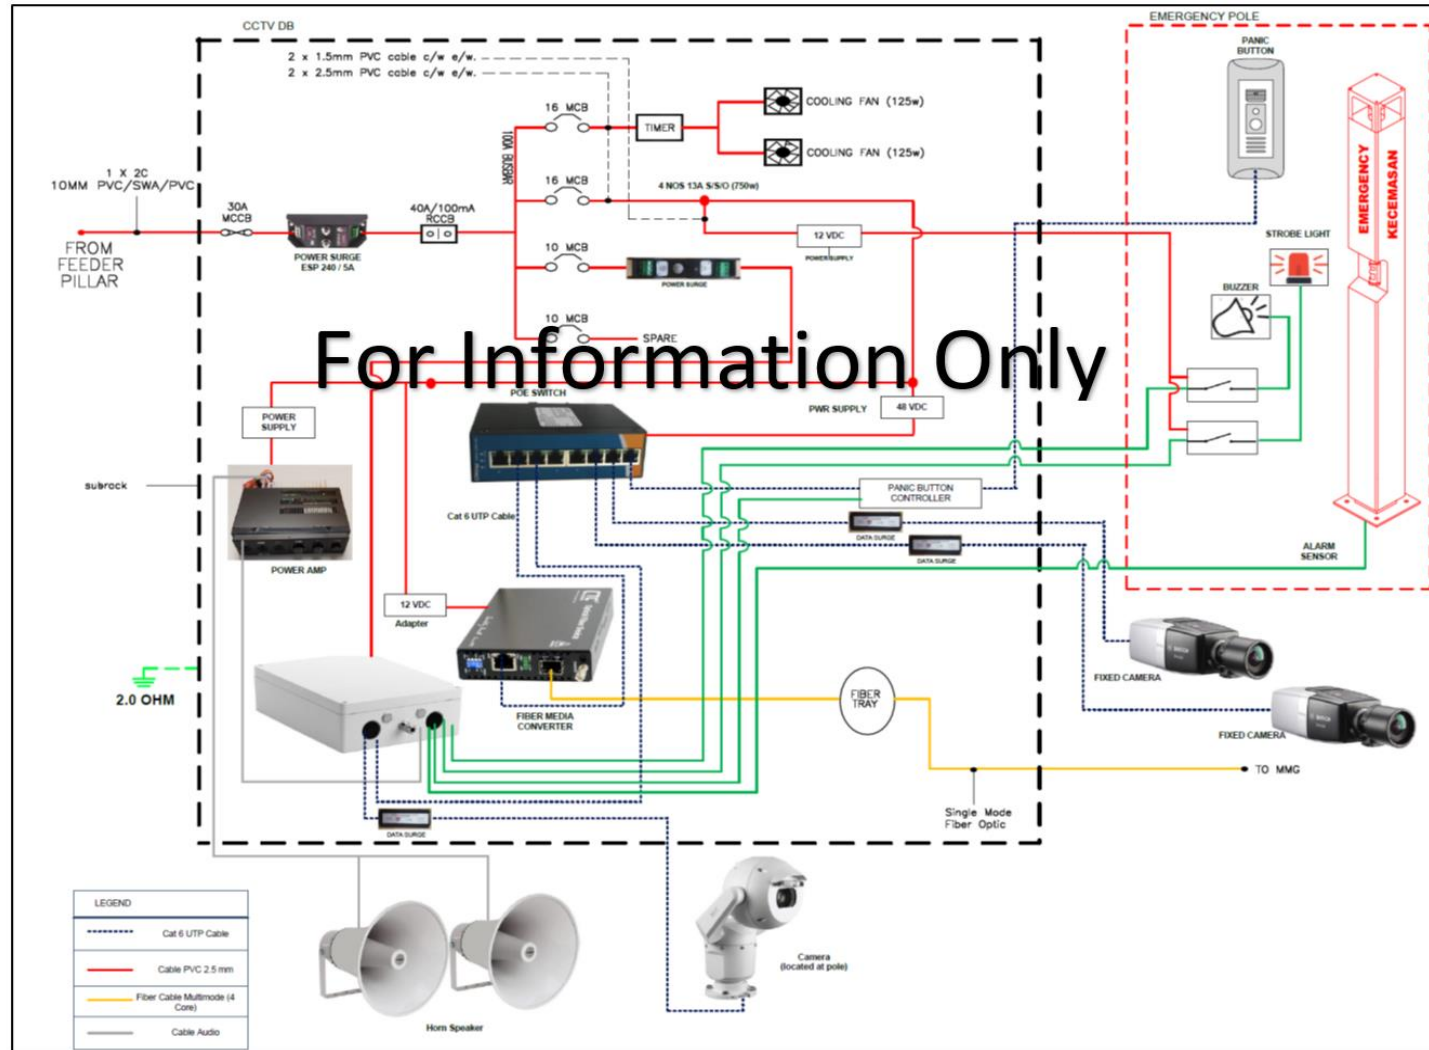 CCTV DB
EMERGENCY POLE
2 x 1.5mm PVC cable c/w e/w.
2 x 2.5mm PVC cable c/w e/w.
PANIC
BUTTON
16 MCB
TIMER
COOLING FAN (125w)
COOLING FAN (125w)
100A BUSBAR
1 X 2C
10MM PVC/SWA/PVC
16 MCB
4 NOS 13A S/S/O (750w)
30A
MCCB
40A/100mA
RCCB
12 VDC
POWER SUPPLY
FROM
FEEDER
PILLAR
POWER SURGE
ESP 240 / 5A
10 MCB
POWER SURGE
EMERGENCY
KECEMASAN
STROBE LIGHT
BUZZER
10 MCB
SPARE
For Information Only
POE SWITCH
PWR SUPPLY
48 VDC
POWER
SUPPLY
subrack
PANIC BUTTON
CONTROLLER
Cat 6 UTP Cable
DATA SURGE
DATA SURGE
POWER AMP
ALARM
SENSOR
12 VDC
Adapter
2.0 OHM
FIBER
TRAY
FIXED CAMERA
FIBER MEDIA
CONVERTER
FIXED CAMERA
TO MMG
Single Mode
Fiber Optic
DATA SURGE
LEGEND
Cat 6 UTP Cable
Cable PVC 2.5 mm
Fiber Cable Multimode (4
Core)
Cable Audio
Horn Speaker
Camera
(located at pole)